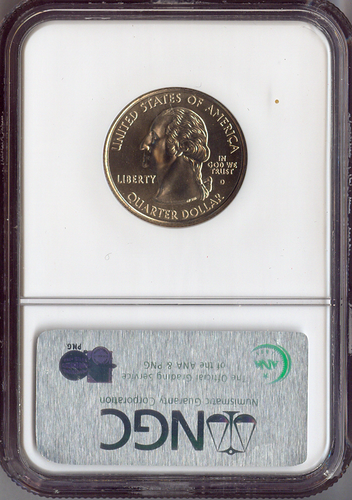 UNITED STATES OF AMERICA
LIBERTY
IN
GOD WE
TRUST
D
QUARTER DOLLAR
NGC
Numismatic Guaranty Corporation
The Official Grading Service
of the ANA & PNG
PNG
ANA